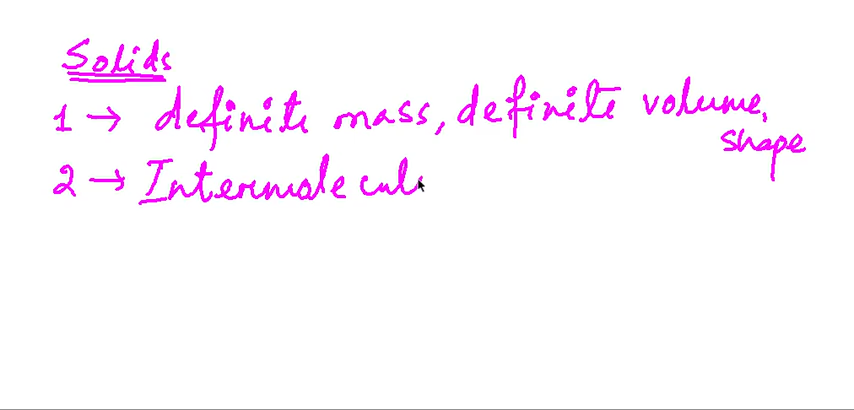 Solids
1 → definite mass, definite volume,
shape
2 → Intermolecul